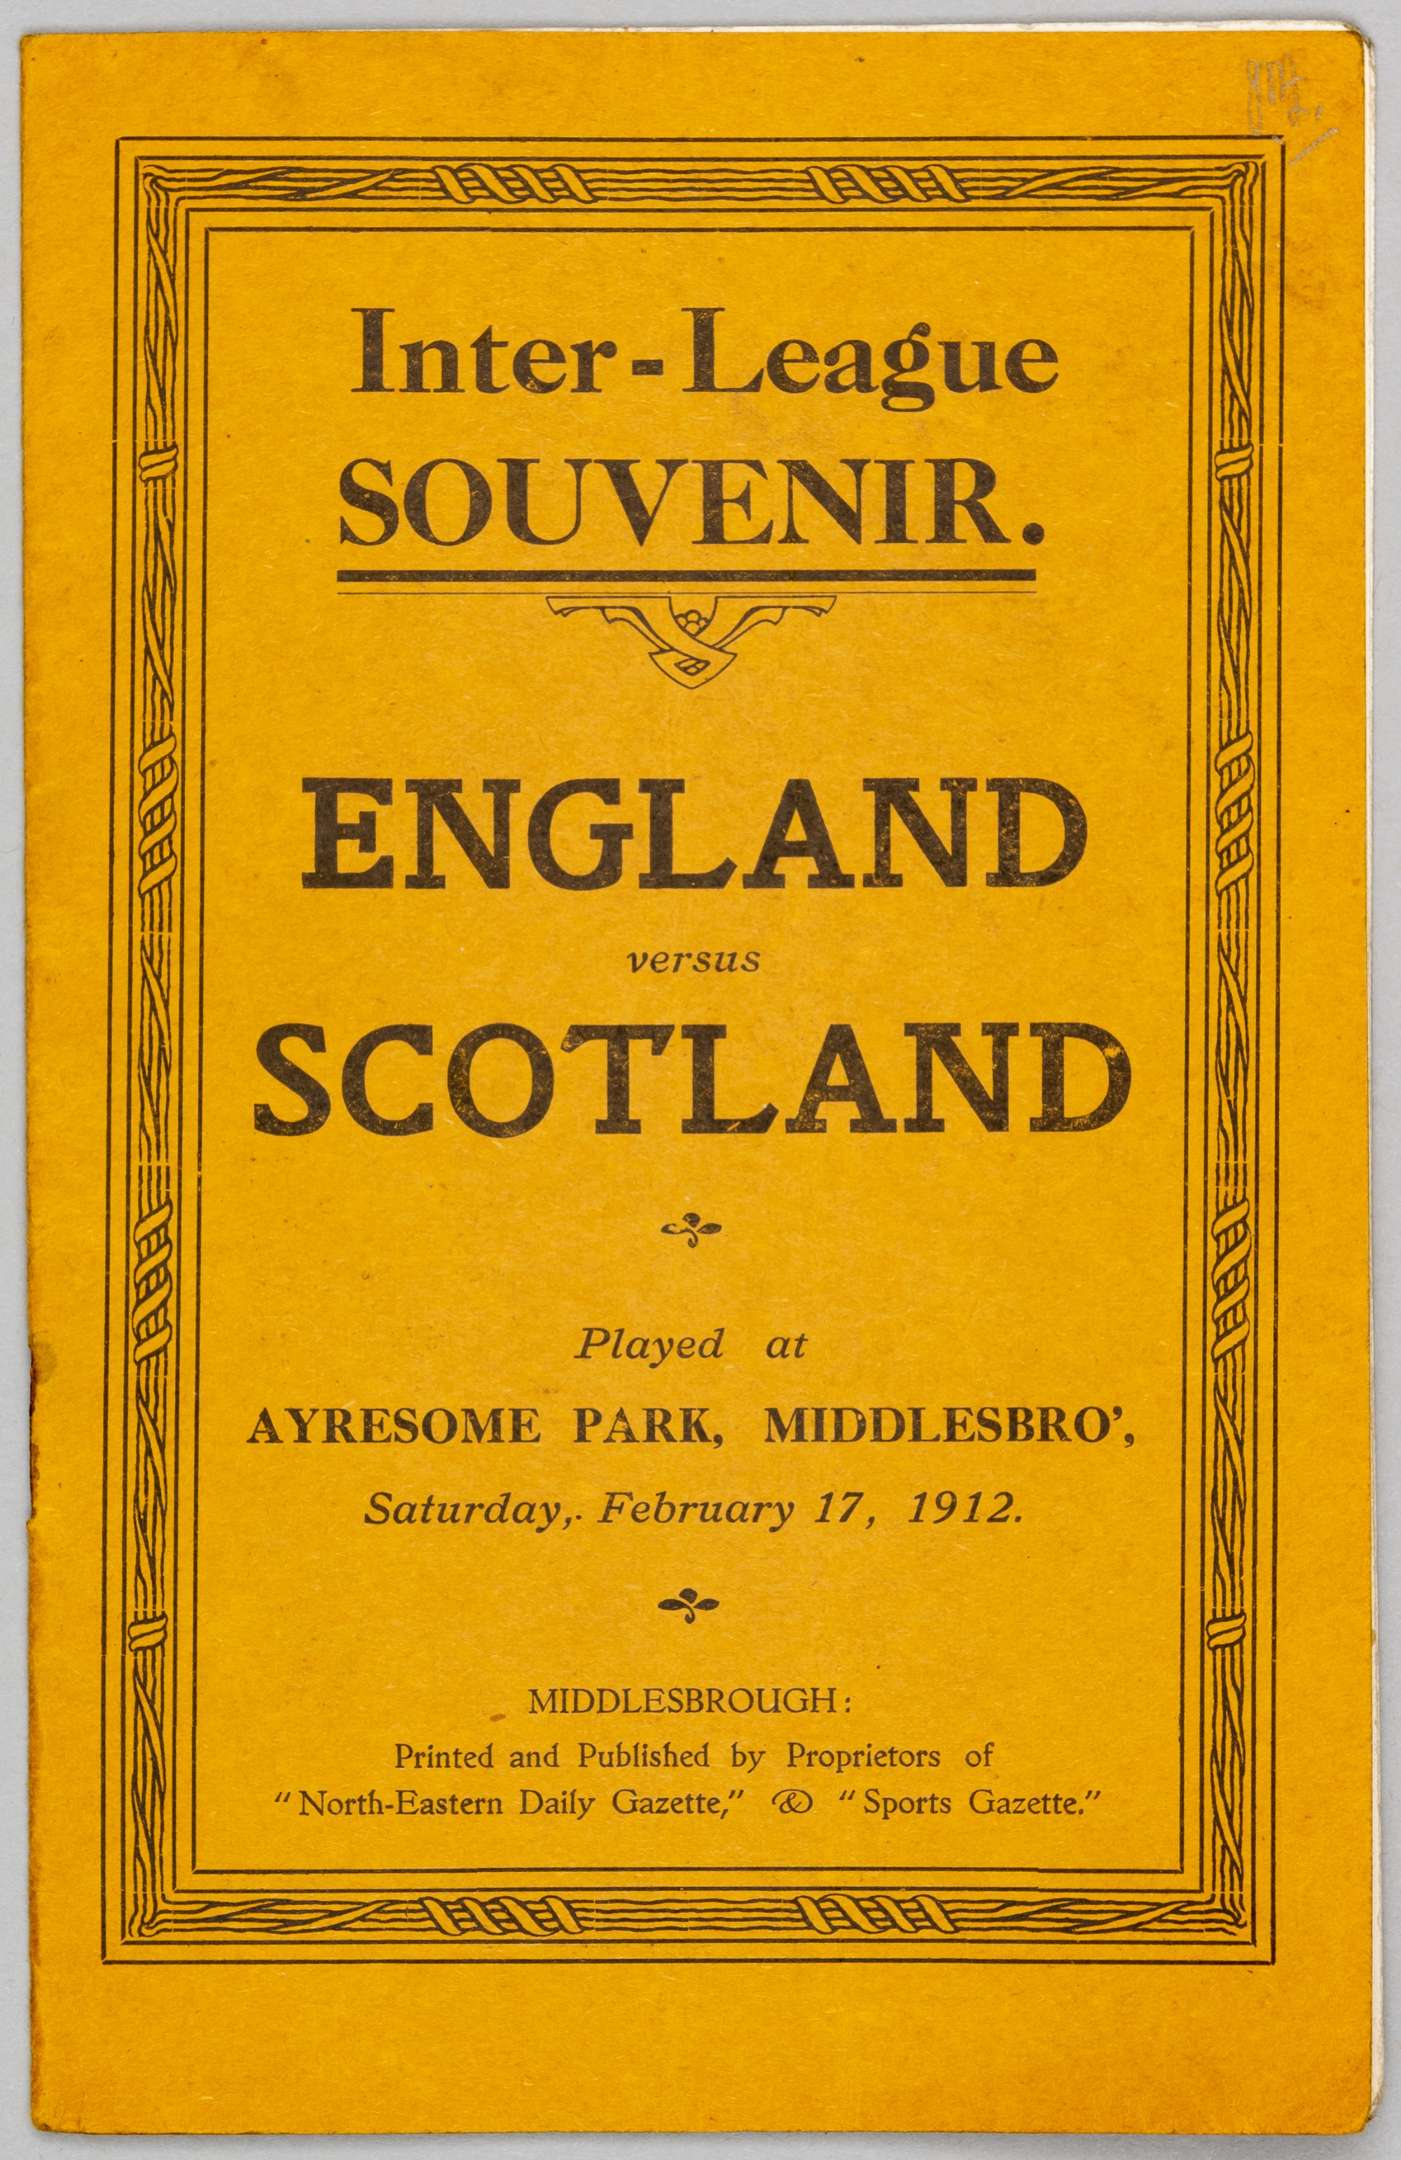 Inter-League
SOUVENIR.
ENGLAND
versus
SCOTLAND
Played at
AYRESOME PARK, MIDDLESBRO',
Saturday, February 17, 1912.
MIDDLESBROUGH:
Printed and Published by Proprietors of
"North-Eastern Daily Gazette," & "Sports Gazette."